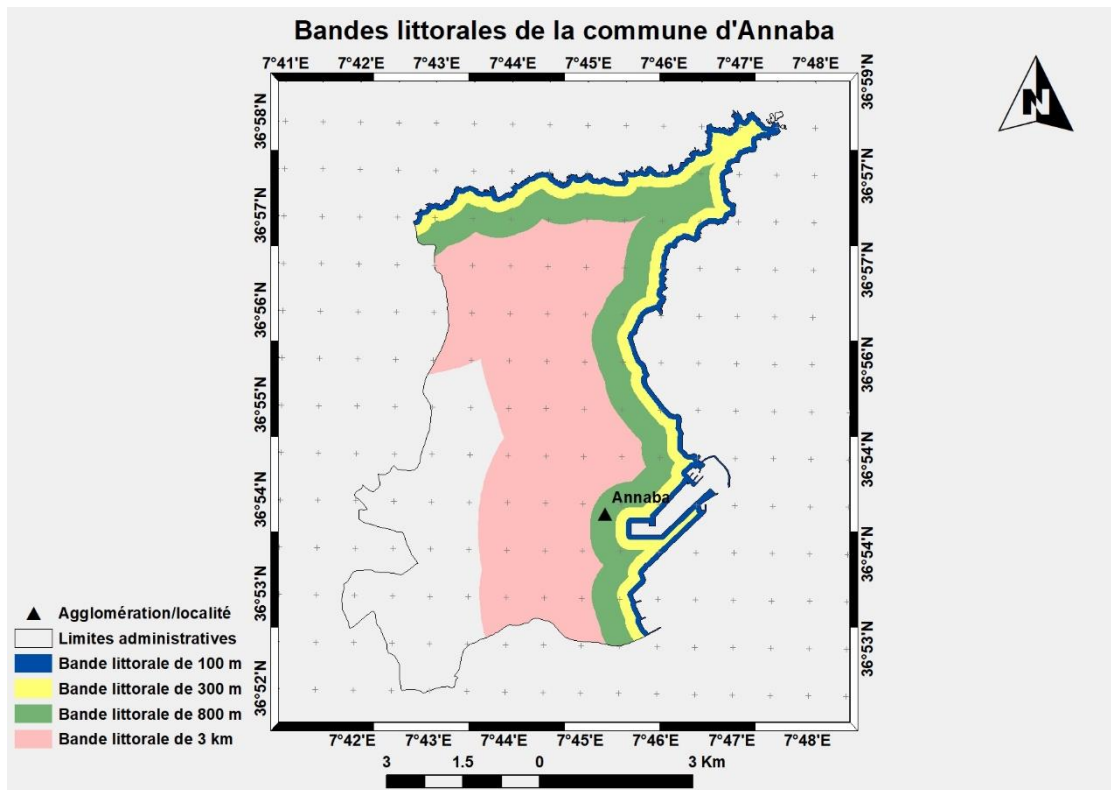 Bandes littorales de la commune d'Annaba
7°41'E 7°42'E 7°43'E 7°44'E 7°45'E 7°46'E 7°47'E 7°48'E
N
36°58'N
36°57'N
36°56'N
36°55'N
36°54'N
36°53'N
36°52'N
36°59'N
36°57'N
36°57'N
36°56'N
36°54'N
36°54'N
36°53'N
Annaba
Agglomération/localité
Limites administratives
Bande littorale de 100 m
Bande littorale de 300 m
Bande littorale de 800 m
Bande littorale de 3 km
7°42'E 7°43'E 7°44'E 7°45'E 7°46'E 7°47'E 7°48'E
3 1.5 0 3 Km